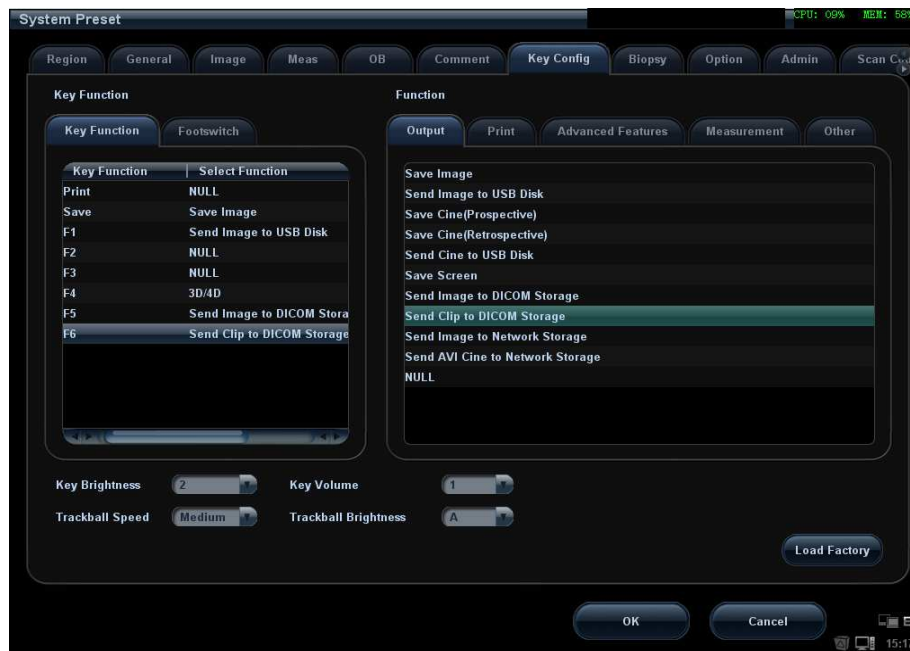 System Preset
CPU: 09% MEM: 58%
Region General Image Meas OB Comment Key Config Biopsy Option Admin Scan
Key Function
Function
Key Function Footswitch
Output Print Advanced Features Measurement Other
Key Function Select Function
Print NULL
Save Save Image
F1 Send Image to USB Disk
F2 NULL
F3 NULL
F4 3D/4D
F5 Send Image to DICOM Stora
F6 Send Clip to DICOM Storage
Save Image
Send Image to USB Disk
Save Cine(Prospective)
Save Cine(Retrospective)
Send Cine to USB Disk
Save Screen
Send Image to DICOM Storage
Send Clip to DICOM Storage
Send Image to Network Storage
Send AVI Cine to Network Storage
NULL
Key Brightness 2 Key Volume 1
Trackball Speed Medium Trackball Brightness A
Load Factory
OK Cancel
15:17